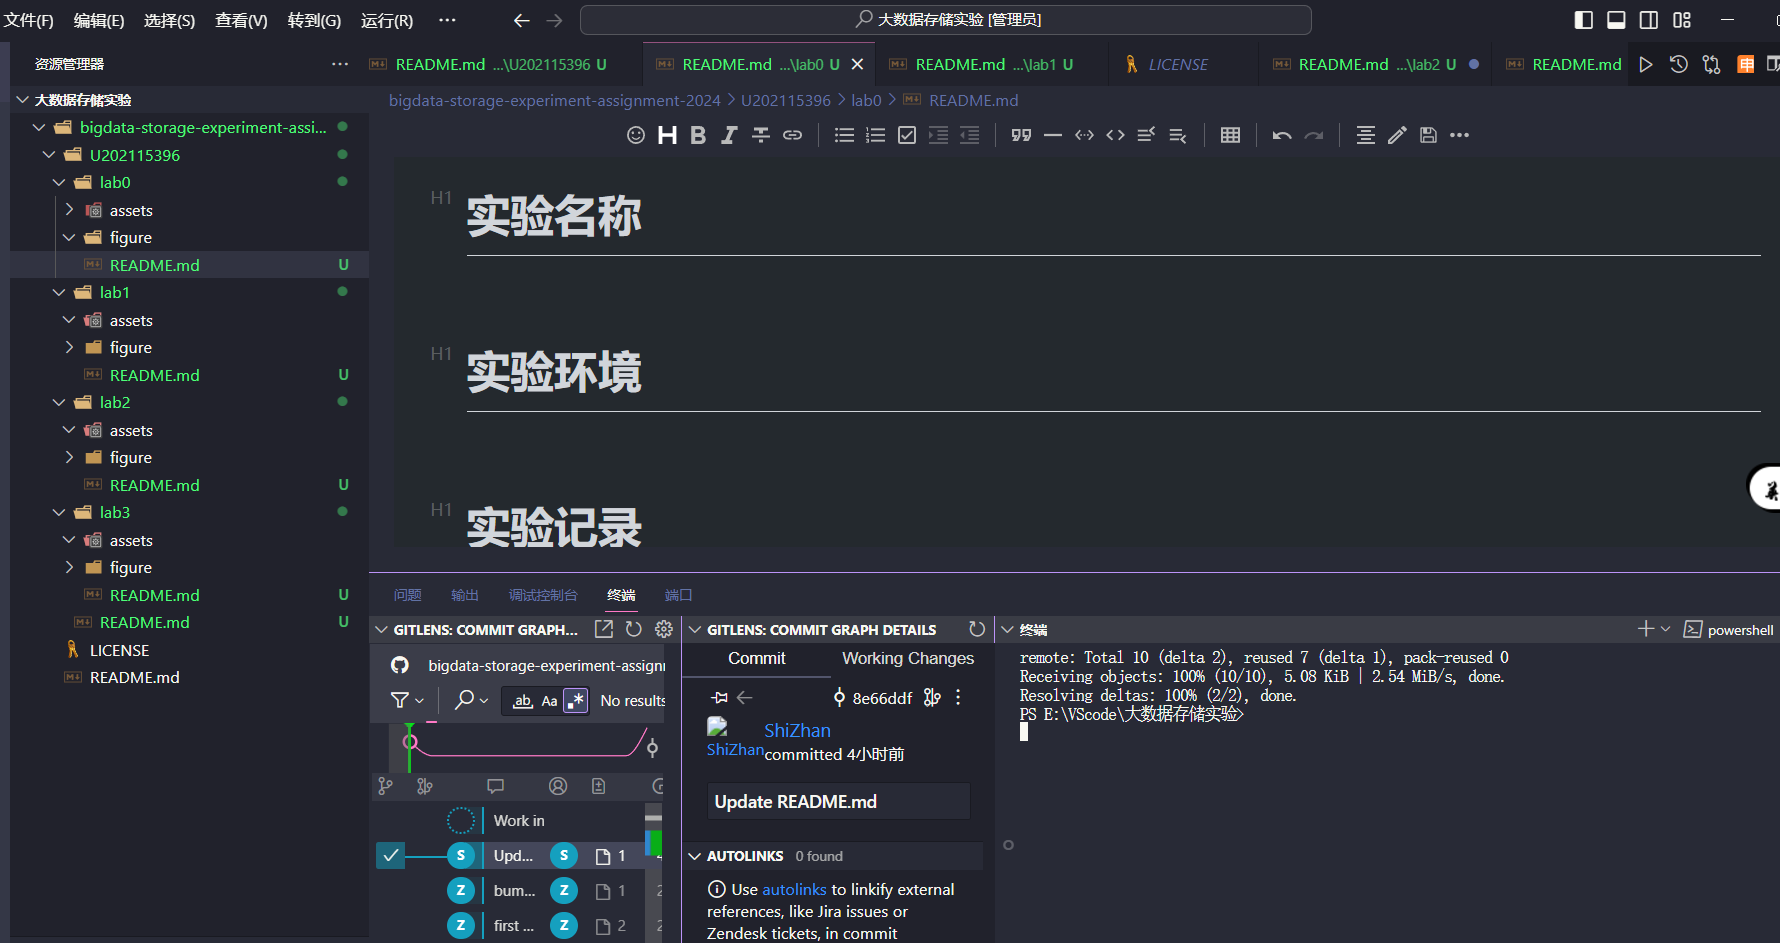 文件(F) 编辑(E) 选择(S) 查看(V) 转到(G) 运行(R) ··· 大数据存储实验 [管理员]
资源管理器 ···
README.md ...\U202115396 U README.md ...\lab0 U README.md ...\lab1 U LICENSE README.md ...\lab2 U README.md
大数据存储实验
bigdata-storage-experiment-assi...
U202115396
lab0
assets
figure
README.md U
lab1
assets
figure
README.md U
lab2
assets
figure
README.md U
lab3
assets
figure
README.md U
README.md U
LICENSE
README.md
bigdata-storage-experiment-assignment-2024 > U202115396 > lab0 > README.md
H1 实验名称
H1 实验环境
H1 实验记录
问题 输出 调试控制台 终端 端口
GITLENS: COMMIT GRAPH...
bigdata-storage-experiment-assignm
ab Aa .* No results
Work in
S Upd... S 1
Z bum... Z 1
Z first ... Z 2
GITLENS: COMMIT GRAPH DETAILS
Commit Working Changes
8e66ddf
ShiZhan ShiZhan
committed 4小时前
Update README.md
AUTOLINKS 0 found
Use autolinks to linkify external
references, like Jira issues or
Zendesk tickets, in commit
终端 powershell
remote: Total 10 (delta 2), reused 7 (delta 1), pack-reused 0
Receiving objects: 100% (10/10), 5.08 KiB | 2.54 MiB/s, done.
Resolving deltas: 100% (2/2), done.
PS E:\VScode\大数据存储实验>